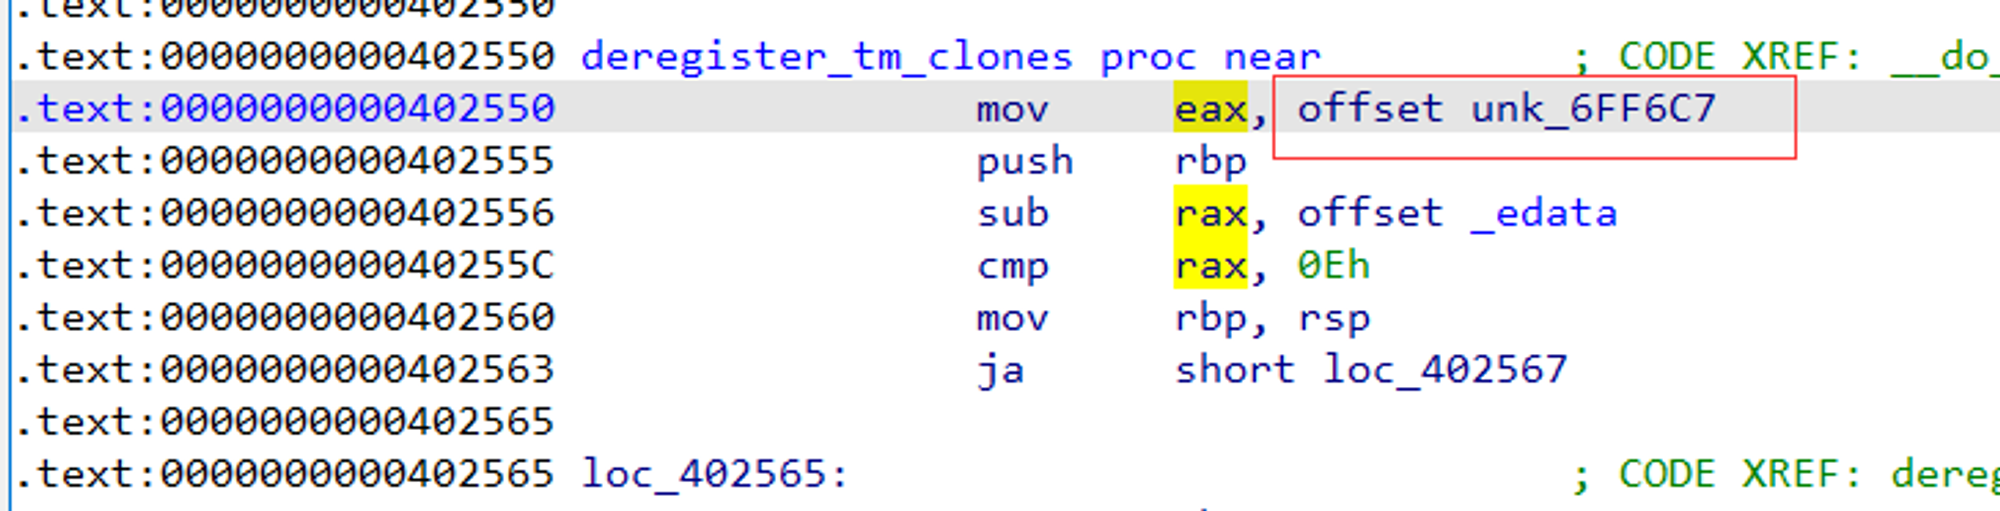 .text:0000000000402550
.text:0000000000402550 deregister_tm_clones proc near ; CODE XREF: __do_
.text:0000000000402550 mov eax, offset unk_6FF6C7
.text:0000000000402555 push rbp
.text:0000000000402556 sub rax, offset _edata
.text:000000000040255C cmp rax, 0Eh
.text:0000000000402560 mov rbp, rsp
.text:0000000000402563 ja short loc_402567
.text:0000000000402565
.text:0000000000402565 loc_402565: ; CODE XREF: dereg